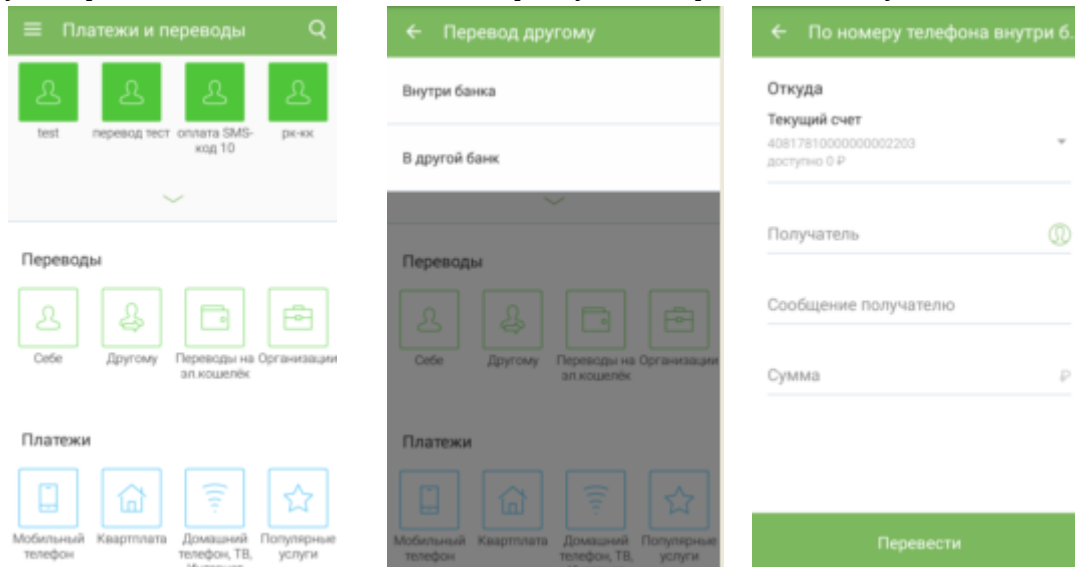 Платежи и переводы
test
перевод тест
оплата SMS-
код 10
рк-кк
Переводы
Себе
Другому
Переводы на
эл.кошелёк
Организации
Платежи
Мобильный
телефон
Квартплата
Домашний
телефон, ТВ,
Популярные
услуги
Перевод другому
Внутри банка
В другой банк
Переводы
Себе
Другому
Переводы на
эл.кошелёк
Организации
Платежи
Мобильный
телефон
Квартплата
Домашний
телефон, ТВ,
Популярные
услуги
По номеру телефона внутри б...
Откуда
Текущий счет
40817810000000002203
доступно 0 ₽
Получатель
Сообщение получателю
Сумма ₽
Перевести